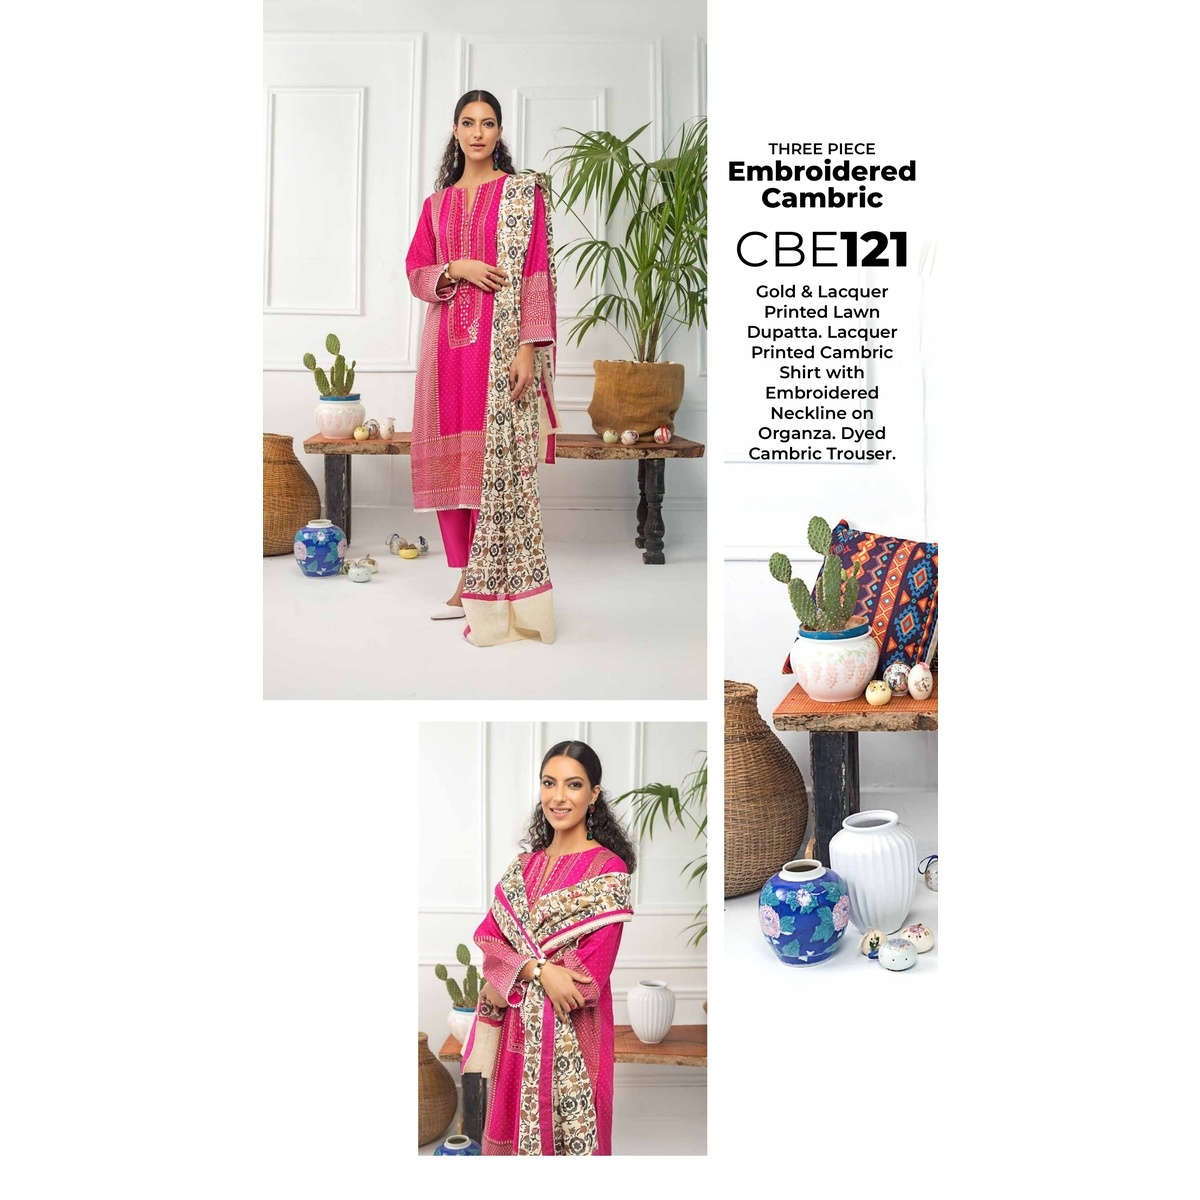 THREE PIECE
Embroidered
Cambric
CBE121
Gold & Lacquer
Printed Lawn
Dupatta. Lacquer
Printed Cambric
Shirt with
Embroidered
Neckline on
Organza. Dyed
Cambric Trouser.